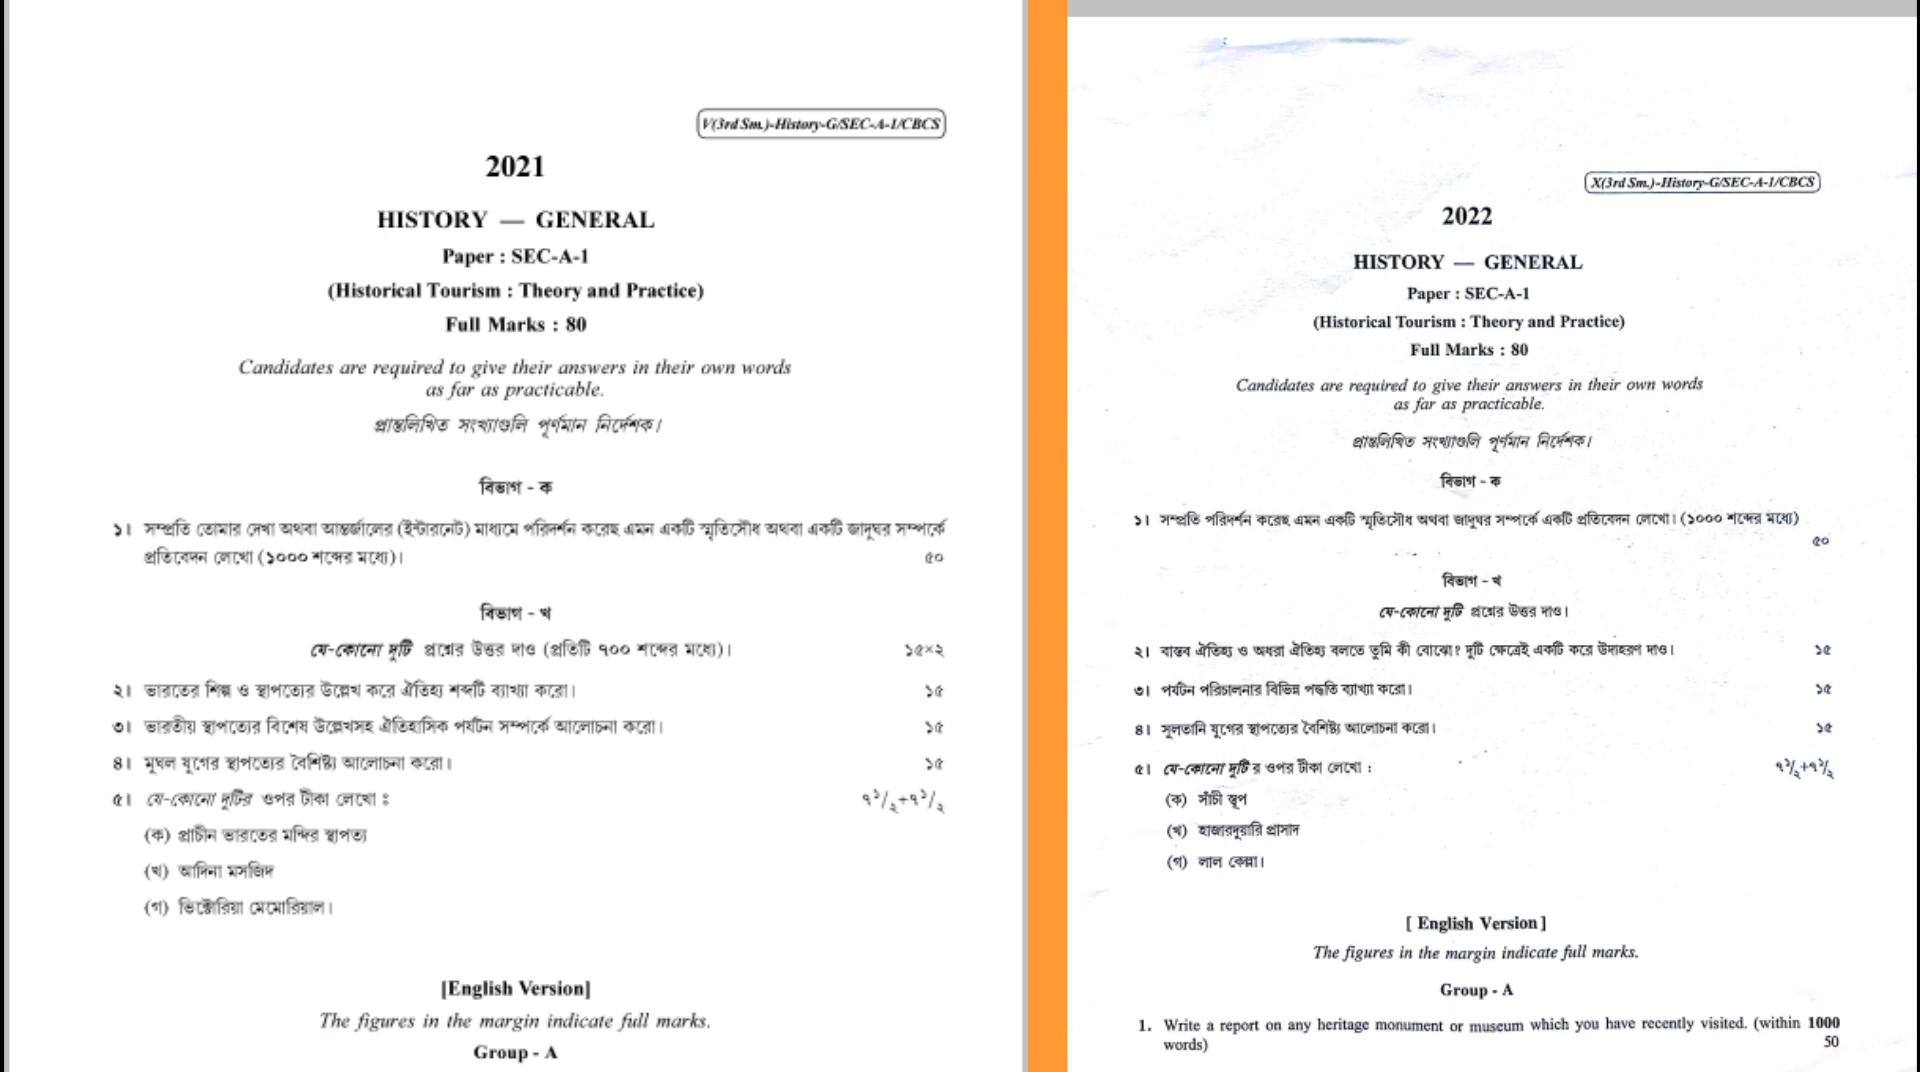 V(3rd Sm.)-History-G/SEC-A-1/CBCS
2021
HISTORY — GENERAL
Paper : SEC-A-1
(Historical Tourism : Theory and Practice)
Full Marks : 80
Candidates are required to give their answers in their own words
as far as practicable.
প্রান্তলিখিত সংখ্যাগুলি পূর্ণমান নির্দেশক।
বিভাগ - ক
১। সম্প্রতি তোমার দেখা অথবা আন্তর্জালের (ইন্টারনেট) মাধ্যমে পরিদর্শন করেছ এমন একটি স্মৃতিসৌধ অথবা একটি জাদুঘর সম্পর্কে
প্রতিবেদন লেখো (১০০০ শব্দের মধ্যে)। ৫০
বিভাগ - খ
যে-কোনো দুটি প্রশ্নের উত্তর দাও (প্রতিটি ৭০০ শব্দের মধ্যে)। ১৫×২
২। ভারতের শিল্প ও স্থাপত্যের উল্লেখ করে ঐতিহ্য শব্দটি ব্যাখ্যা করো। ১৫
৩। ভারতীয় স্থাপত্যের বিশেষ উল্লেখসহ ঐতিহাসিক পর্যটন সম্পর্কে আলোচনা করো। ১৫
৪। মুঘল যুগের স্থাপত্যের বৈশিষ্ট্য আলোচনা করো। ১৫
৫। যে-কোনো দুটির ওপর টীকা লেখো ঃ ৭১/২+৭১/২
(ক) প্রাচীন ভারতের মন্দির স্থাপত্য
(খ) আদিনা মসজিদ
(গ) ভিক্টোরিয়া মেমোরিয়াল।
[English Version]
The figures in the margin indicate full marks.
Group - A
X(3rd Sm.)-History-G/SEC-A-1/CBCS
2022
HISTORY — GENERAL
Paper : SEC-A-1
(Historical Tourism : Theory and Practice)
Full Marks : 80
Candidates are required to give their answers in their own words
as far as practicable.
প্রান্তলিখিত সংখ্যাগুলি পূর্ণমান নির্দেশক।
বিভাগ - ক
১। সম্প্রতি পরিদর্শন করেছ এমন একটি স্মৃতিসৌধ অথবা জাদুঘর সম্পর্কে একটি প্রতিবেদন লেখো। (১০০০ শব্দের মধ্যে)
৫০
বিভাগ - খ
যে-কোনো দুটি প্রশ্নের উত্তর দাও।
২। বাস্তব ঐতিহ্য ও অধরা ঐতিহ্য বলতে তুমি কী বোঝো? দুটি ক্ষেত্রেই একটি করে উদাহরণ দাও। ১৫
৩। পর্যটন পরিচালনার বিভিন্ন পদ্ধতি ব্যাখ্যা করো। ১৫
৪। সুলতানি যুগের স্থাপত্যের বৈশিষ্ট্য আলোচনা করো। ১৫
৫। যে-কোনো দুটি র ওপর টীকা লেখো : ৭১/২+৭১/২
(ক) সাঁচী স্তূপ
(খ) হাজারদুয়ারি প্রাসাদ
(গ) লাল কেল্লা।
[ English Version ]
The figures in the margin indicate full marks.
Group - A
1. Write a report on any heritage monument or museum which you have recently visited. (within 1000
words) 50